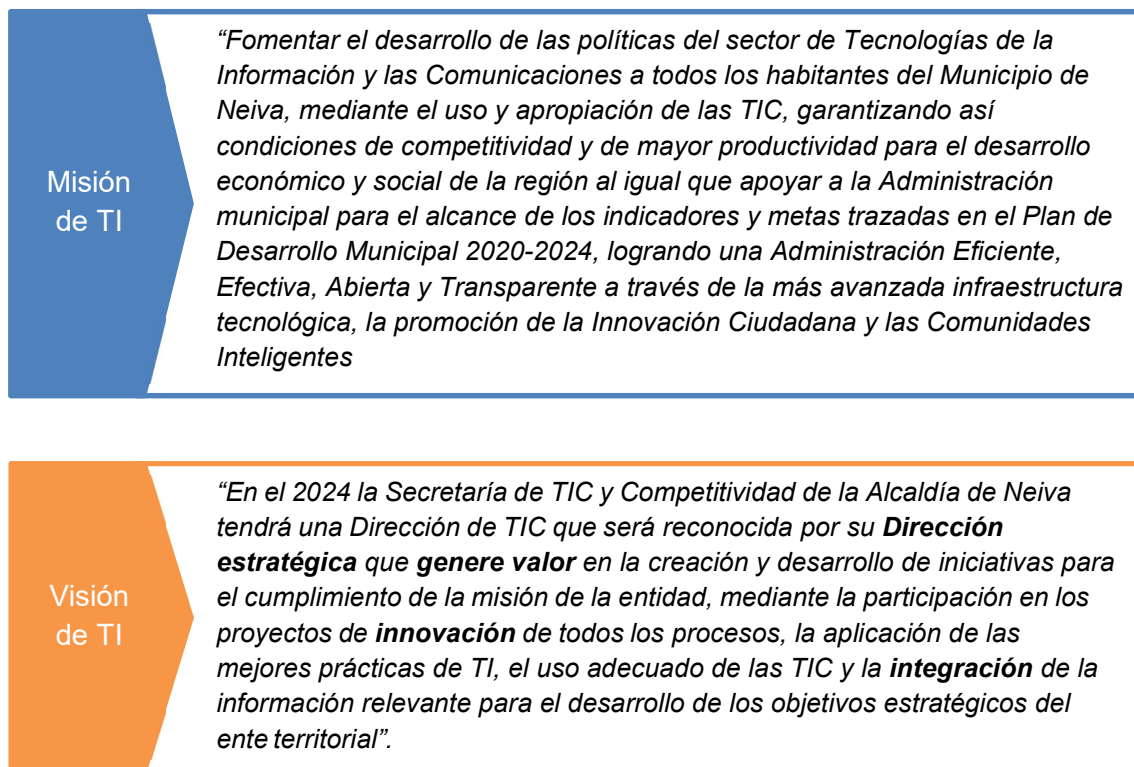 Misión
de TI
“Fomentar el desarrollo de las políticas del sector de Tecnologías de la
Información y las Comunicaciones a todos los habitantes del Municipio de
Neiva, mediante el uso y apropiación de las TIC, garantizando así
condiciones de competitividad y de mayor productividad para el desarrollo
económico y social de la región al igual que apoyar a la Administración
municipal para el alcance de los indicadores y metas trazadas en el Plan de
Desarrollo Municipal 2020-2024, logrando una Administración Eficiente,
Efectiva, Abierta y Transparente a través de la más avanzada infraestructura
tecnológica, la promoción de la Innovación Ciudadana y las Comunidades
Inteligentes
Visión
de TI
“En el 2024 la Secretaría de TIC y Competitividad de la Alcaldía de Neiva
tendrá una Dirección de TIC que será reconocida por su Dirección
estratégica que genere valor en la creación y desarrollo de iniciativas para
el cumplimiento de la misión de la entidad, mediante la participación en los
proyectos de innovación de todos los procesos, la aplicación de las
mejores prácticas de TI, el uso adecuado de las TIC y la integración de la
información relevante para el desarrollo de los objetivos estratégicos del
ente territorial”.